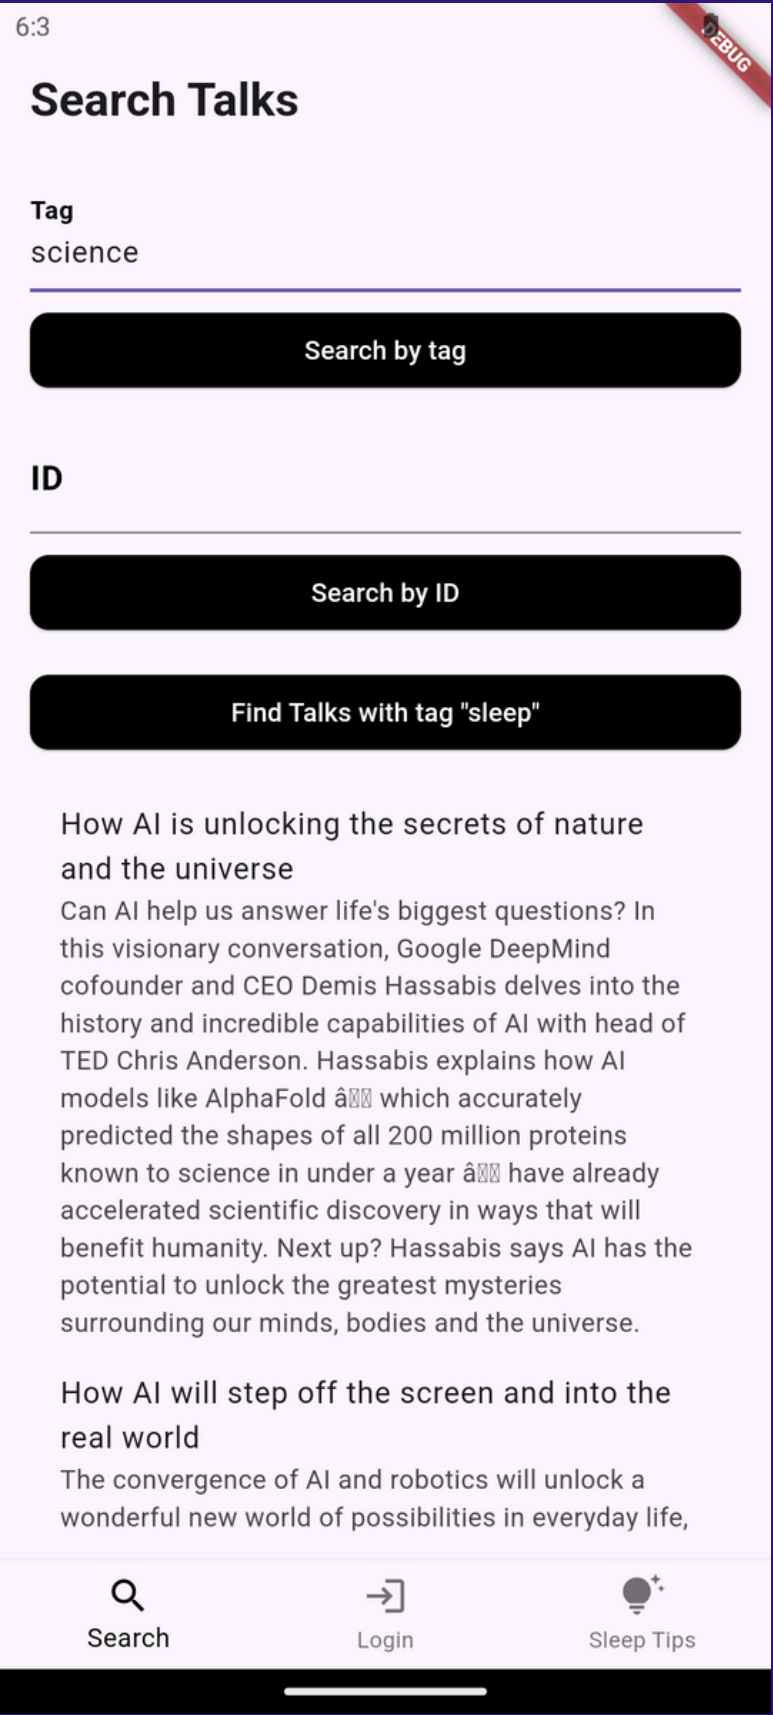 6:3
DEBUG
Search Talks
Tag
science
Search by tag
ID
Search by ID
Find Talks with tag "sleep"
How AI is unlocking the secrets of nature
and the universe
Can AI help us answer life's biggest questions? In
this visionary conversation, Google DeepMind
cofounder and CEO Demis Hassabis delves into the
history and incredible capabilities of AI with head of
TED Chris Anderson. Hassabis explains how AI
models like AlphaFold â which accurately
predicted the shapes of all 200 million proteins
known to science in under a year â have already
accelerated scientific discovery in ways that will
benefit humanity. Next up? Hassabis says AI has the
potential to unlock the greatest mysteries
surrounding our minds, bodies and the universe.
How AI will step off the screen and into the
real world
The convergence of AI and robotics will unlock a
wonderful new world of possibilities in everyday life,
Search
Login
Sleep Tips